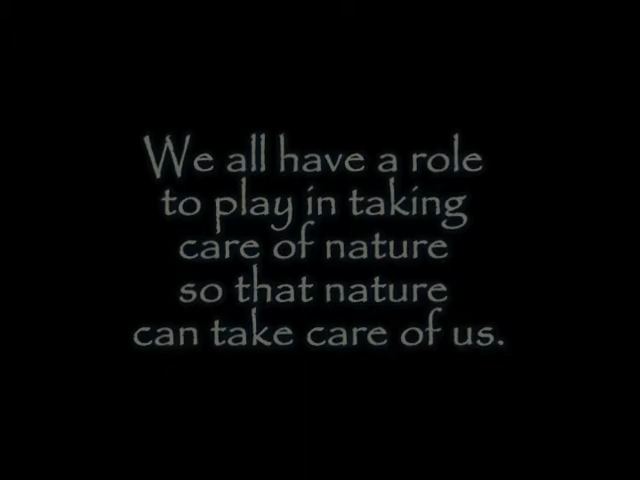 We all have a role
to play in taking
care of nature
so that nature
can take care of us.